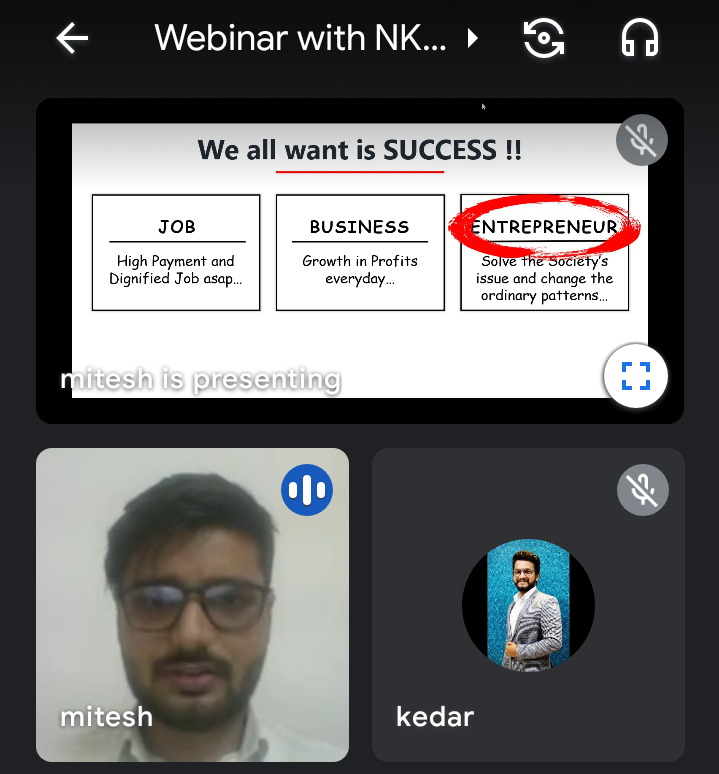 Webinar with NK...
We all want is SUCCESS !!
JOB
High Payment and
Dignified Job asap...
BUSINESS
Growth in Profits
everyday...
ENTREPRENEUR
Solve the Society's
issue and change the
ordinary patterns...
mitesh is presenting
mitesh
kedar